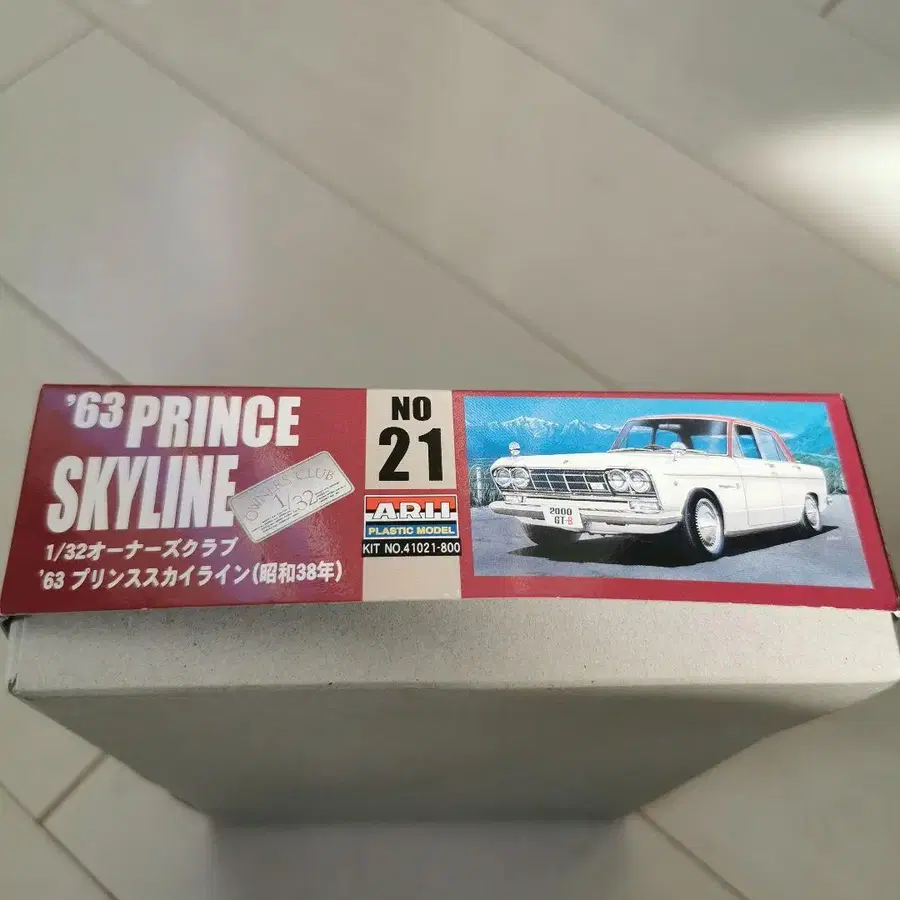 '63 PRINCE
SKYLINE
OWNERS CLUB
1/32
1/32オーナーズクラブ
'63 プリンススカイライン(昭和38年)
NO
21
ARII
PLASTIC MODEL
KIT NO.41021-800
2000
GT-B